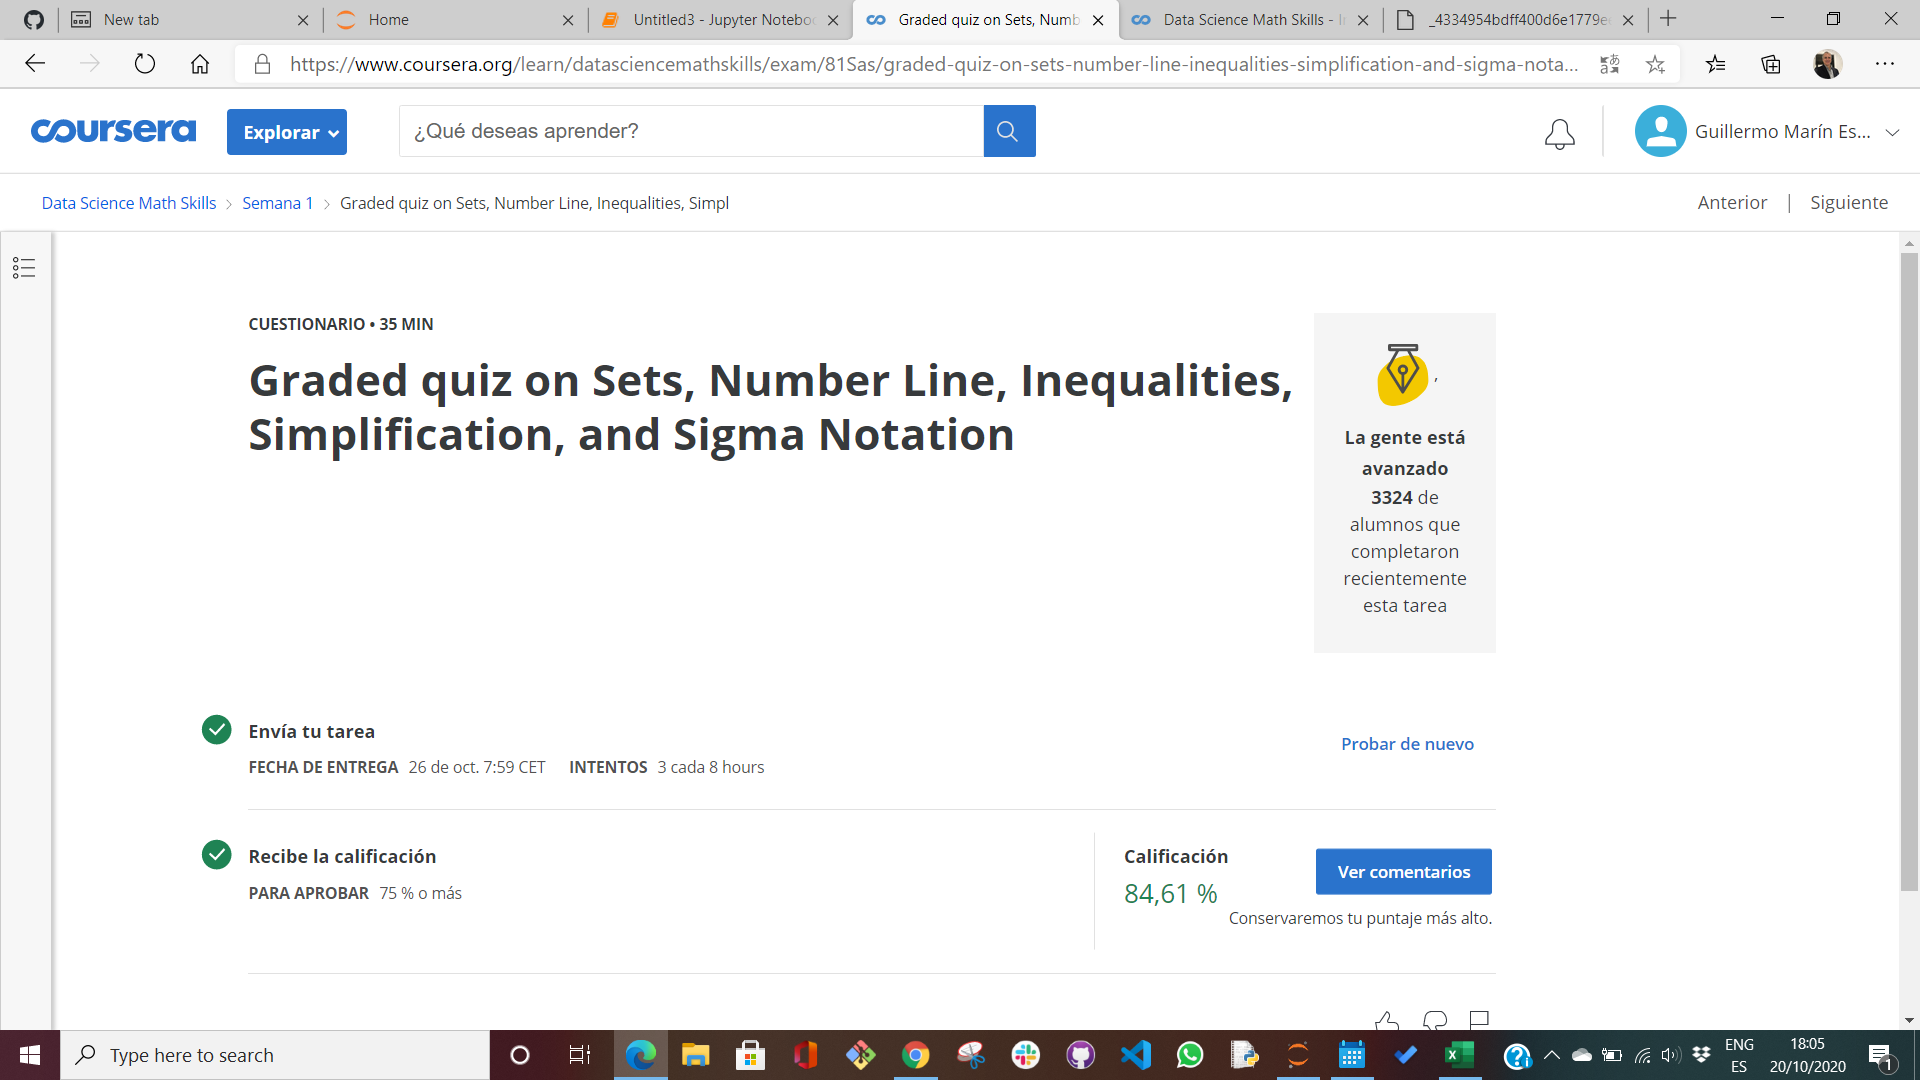 New tab
Home
Untitled3 - Jupyter Notebo
Graded quiz on Sets, Numb
Data Science Math Skills - I
_4334954bdff400d6e1779e
https://www.coursera.org/learn/datasciencemathskills/exam/81Sas/graded-quiz-on-sets-number-line-inequalities-simplification-and-sigma-nota...
coursera
Explorar
¿Qué deseas aprender?
Guillermo Marín Es...
Data Science Math Skills > Semana 1 > Graded quiz on Sets, Number Line, Inequalities, Simpl
Anterior | Siguiente
CUESTIONARIO • 35 MIN
Graded quiz on Sets, Number Line, Inequalities,
Simplification, and Sigma Notation
,
La gente está
avanzado
3324 de
alumnos que
completaron
recientemente
esta tarea
Envía tu tarea
FECHA DE ENTREGA 26 de oct. 7:59 CET INTENTOS 3 cada 8 hours
Probar de nuevo
Recibe la calificación
PARA APROBAR 75 % o más
Calificación
84,61 %
Ver comentarios
Conservaremos tu puntaje más alto.
Type here to search
ENG
ES
18:05
20/10/2020
1